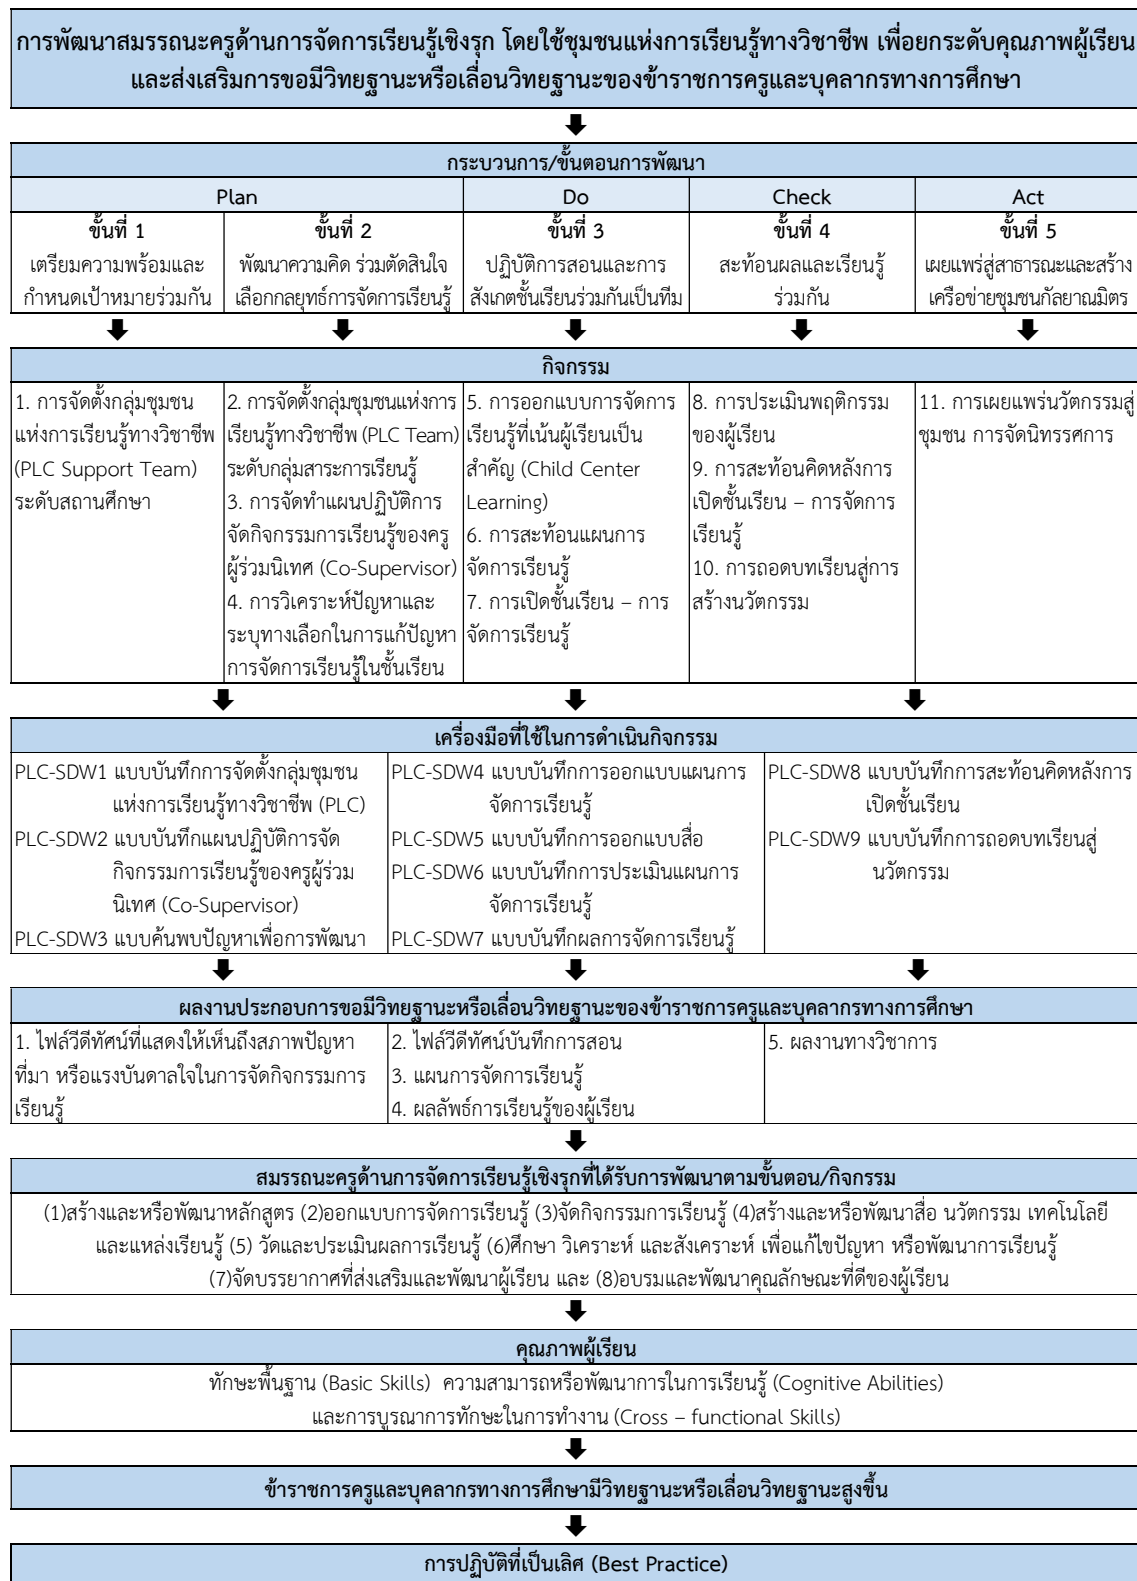 การพัฒนาสมรรถนะครูด้านการจัดการเรียนรู้เชิงรุก โดยใช้ชุมชนแห่งการเรียนรู้ทางวิชาชีพ เพื่อยกระดับคุณภาพผู้เรียน
และส่งเสริมการขอมีวิทยฐานะหรือเลื่อนวิทยฐานะของข้าราชการครูและบุคลากรทางการศึกษา
กระบวนการ/ขั้นตอนการพัฒนา
Plan
Do
Check
Act
ขั้นที่ 1
เตรียมความพร้อมและ
กำหนดเป้าหมายร่วมกัน
ขั้นที่ 2
พัฒนาความคิด ร่วมตัดสินใจ
เลือกกลยุทธ์การจัดการเรียนรู้
ขั้นที่ 3
ปฏิบัติการสอนและการ
สังเกตชั้นเรียนร่วมกันเป็นทีม
ขั้นที่ 4
สะท้อนผลและเรียนรู้
ร่วมกัน
ขั้นที่ 5
เผยแพร่สู่สาธารณะและสร้าง
เครือข่ายชุมชนกัลยาณมิตร
กิจกรรม
1. การจัดตั้งกลุ่มชุมชน
แห่งการเรียนรู้ทางวิชาชีพ
(PLC Support Team)
ระดับสถานศึกษา
2. การจัดตั้งกลุ่มชุมชนแห่งการ
เรียนรู้ทางวิชาชีพ (PLC Team)
ระดับกลุ่มสาระการเรียนรู้
3. การจัดทำแผนปฏิบัติการ
จัดกิจกรรมการเรียนรู้ของครู
ผู้ร่วมนิเทศ (Co-Supervisor)
4. การวิเคราะห์ปัญหาและ
ระบุทางเลือกในการแก้ปัญหา
การจัดการเรียนรู้ในชั้นเรียน
5. การออกแบบการจัดการ
เรียนรู้ที่เน้นผู้เรียนเป็น
สำคัญ (Child Center
Learning)
6. การสะท้อนแผนการ
จัดการเรียนรู้
7. การเปิดชั้นเรียน – การ
จัดการเรียนรู้
8. การประเมินพฤติกรรม
ของผู้เรียน
9. การสะท้อนคิดหลังการ
เปิดชั้นเรียน – การจัดการ
เรียนรู้
10. การถอดบทเรียนสู่การ
สร้างนวัตกรรม
11. การเผยแพร่นวัตกรรมสู่
ชุมชน การจัดนิทรรศการ
เครื่องมือที่ใช้ในการดำเนินกิจกรรม
PLC-SDW1 แบบบันทึกการจัดตั้งกลุ่มชุมชน
แห่งการเรียนรู้ทางวิชาชีพ (PLC)
PLC-SDW2 แบบบันทึกแผนปฏิบัติการจัด
กิจกรรมการเรียนรู้ของครูผู้ร่วม
นิเทศ (Co-Supervisor)
PLC-SDW3 แบบค้นพบปัญหาเพื่อการพัฒนา
PLC-SDW4 แบบบันทึกการออกแบบแผนการ
จัดการเรียนรู้
PLC-SDW5 แบบบันทึกการออกแบบสื่อ
PLC-SDW6 แบบบันทึกการประเมินแผนการ
จัดการเรียนรู้
PLC-SDW7 แบบบันทึกผลการจัดการเรียนรู้
PLC-SDW8 แบบบันทึกการสะท้อนคิดหลังการ
เปิดชั้นเรียน
PLC-SDW9 แบบบันทึกการถอดบทเรียนสู่
นวัตกรรม
ผลงานประกอบการขอมีวิทยฐานะหรือเลื่อนวิทยฐานะของข้าราชการครูและบุคลากรทางการศึกษา
1. ไฟล์วีดีทัศน์ที่แสดงให้เห็นถึงสภาพปัญหา
ที่มา หรือแรงบันดาลใจในการจัดกิจกรรมการ
เรียนรู้
2. ไฟล์วีดีทัศน์บันทึกการสอน
3. แผนการจัดการเรียนรู้
4. ผลลัพธ์การเรียนรู้ของผู้เรียน
5. ผลงานทางวิชาการ
สมรรถนะครูด้านการจัดการเรียนรู้เชิงรุกที่ได้รับการพัฒนาตามขั้นตอน/กิจกรรม
(1)สร้างและหรือพัฒนาหลักสูตร (2)ออกแบบการจัดการเรียนรู้ (3)จัดกิจกรรมการเรียนรู้ (4)สร้างและหรือพัฒนาสื่อ นวัตกรรม เทคโนโลยี
และแหล่งเรียนรู้ (5) วัดและประเมินผลการเรียนรู้ (6)ศึกษา วิเคราะห์ และสังเคราะห์ เพื่อแก้ไขปัญหา หรือพัฒนาการเรียนรู้
(7)จัดบรรยากาศที่ส่งเสริมและพัฒนาผู้เรียน และ (8)อบรมและพัฒนาคุณลักษณะที่ดีของผู้เรียน
คุณภาพผู้เรียน
ทักษะพื้นฐาน (Basic Skills) ความสามารถหรือพัฒนาการในการเรียนรู้ (Cognitive Abilities)
และการบูรณาการทักษะในการทำงาน (Cross – functional Skills)
ข้าราชการครูและบุคลากรทางการศึกษามีวิทยฐานะหรือเลื่อนวิทยฐานะสูงขึ้น
การปฏิบัติที่เป็นเลิศ (Best Practice)